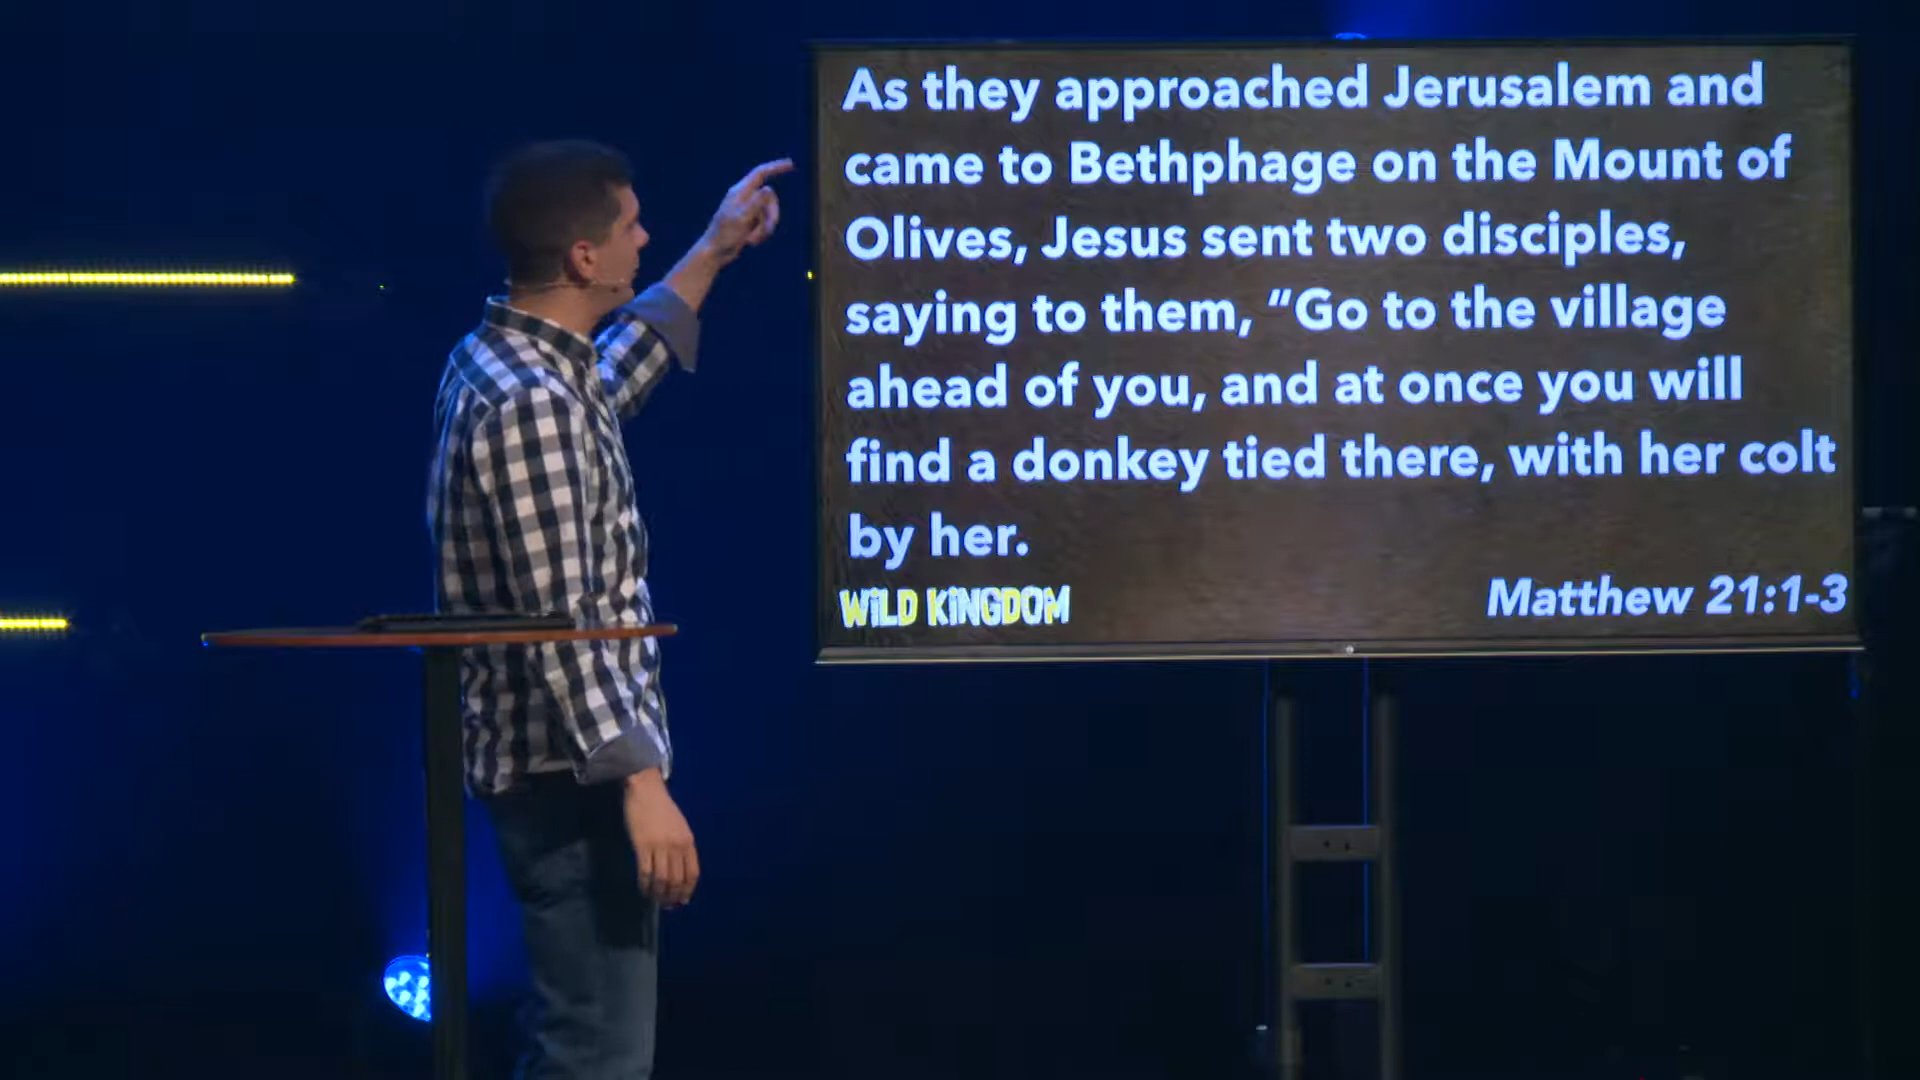 As they approached Jerusalem and
came to Bethphage on the Mount of
Olives, Jesus sent two disciples,
saying to them, “Go to the village
ahead of you, and at once you will
find a donkey tied there, with her colt
by her.
WiLD KiNGDOM
Matthew 21:1-3